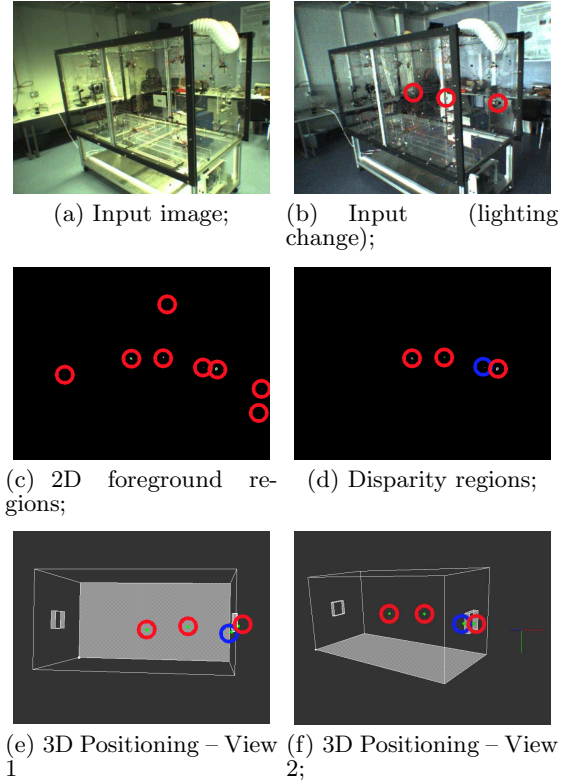 (a) Input image;
(b) Input (lighting
change);
(c) 2D foreground re-
gions;
(d) Disparity regions;
(e) 3D Positioning – View
1
(f) 3D Positioning – View
2;